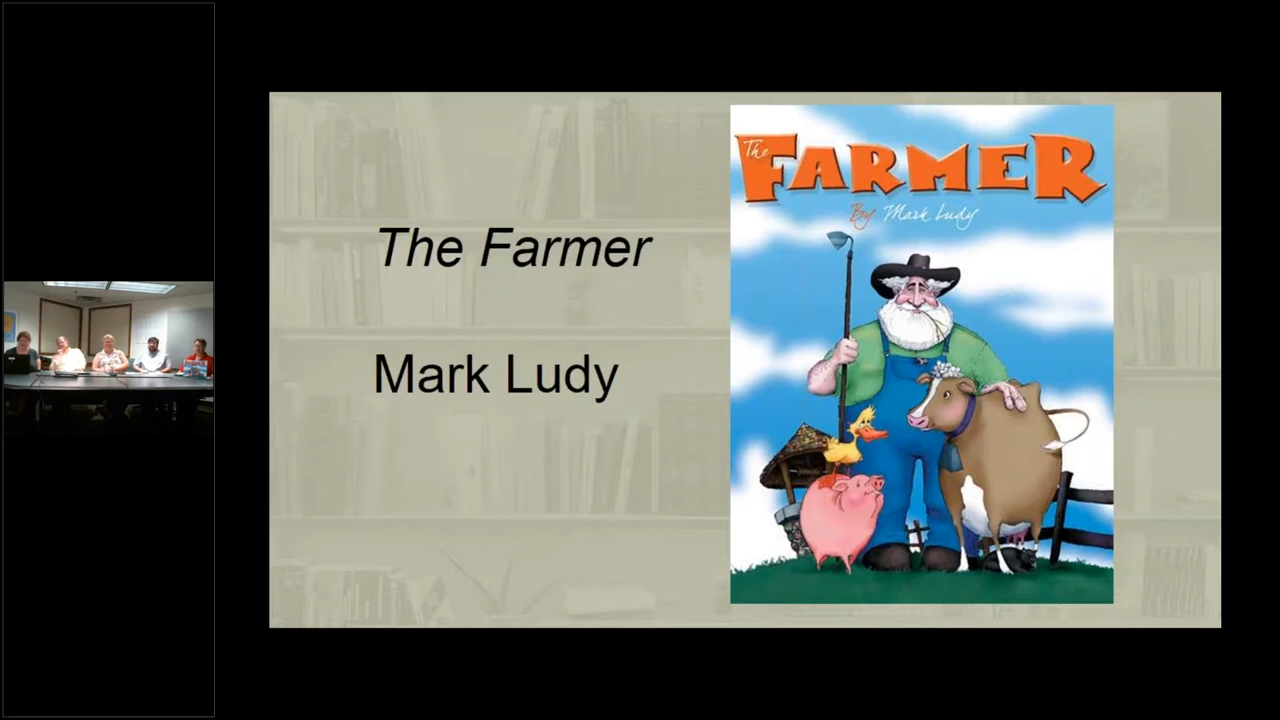 The Farmer
Mark Ludy
The
FARMER
By Mark Ludy